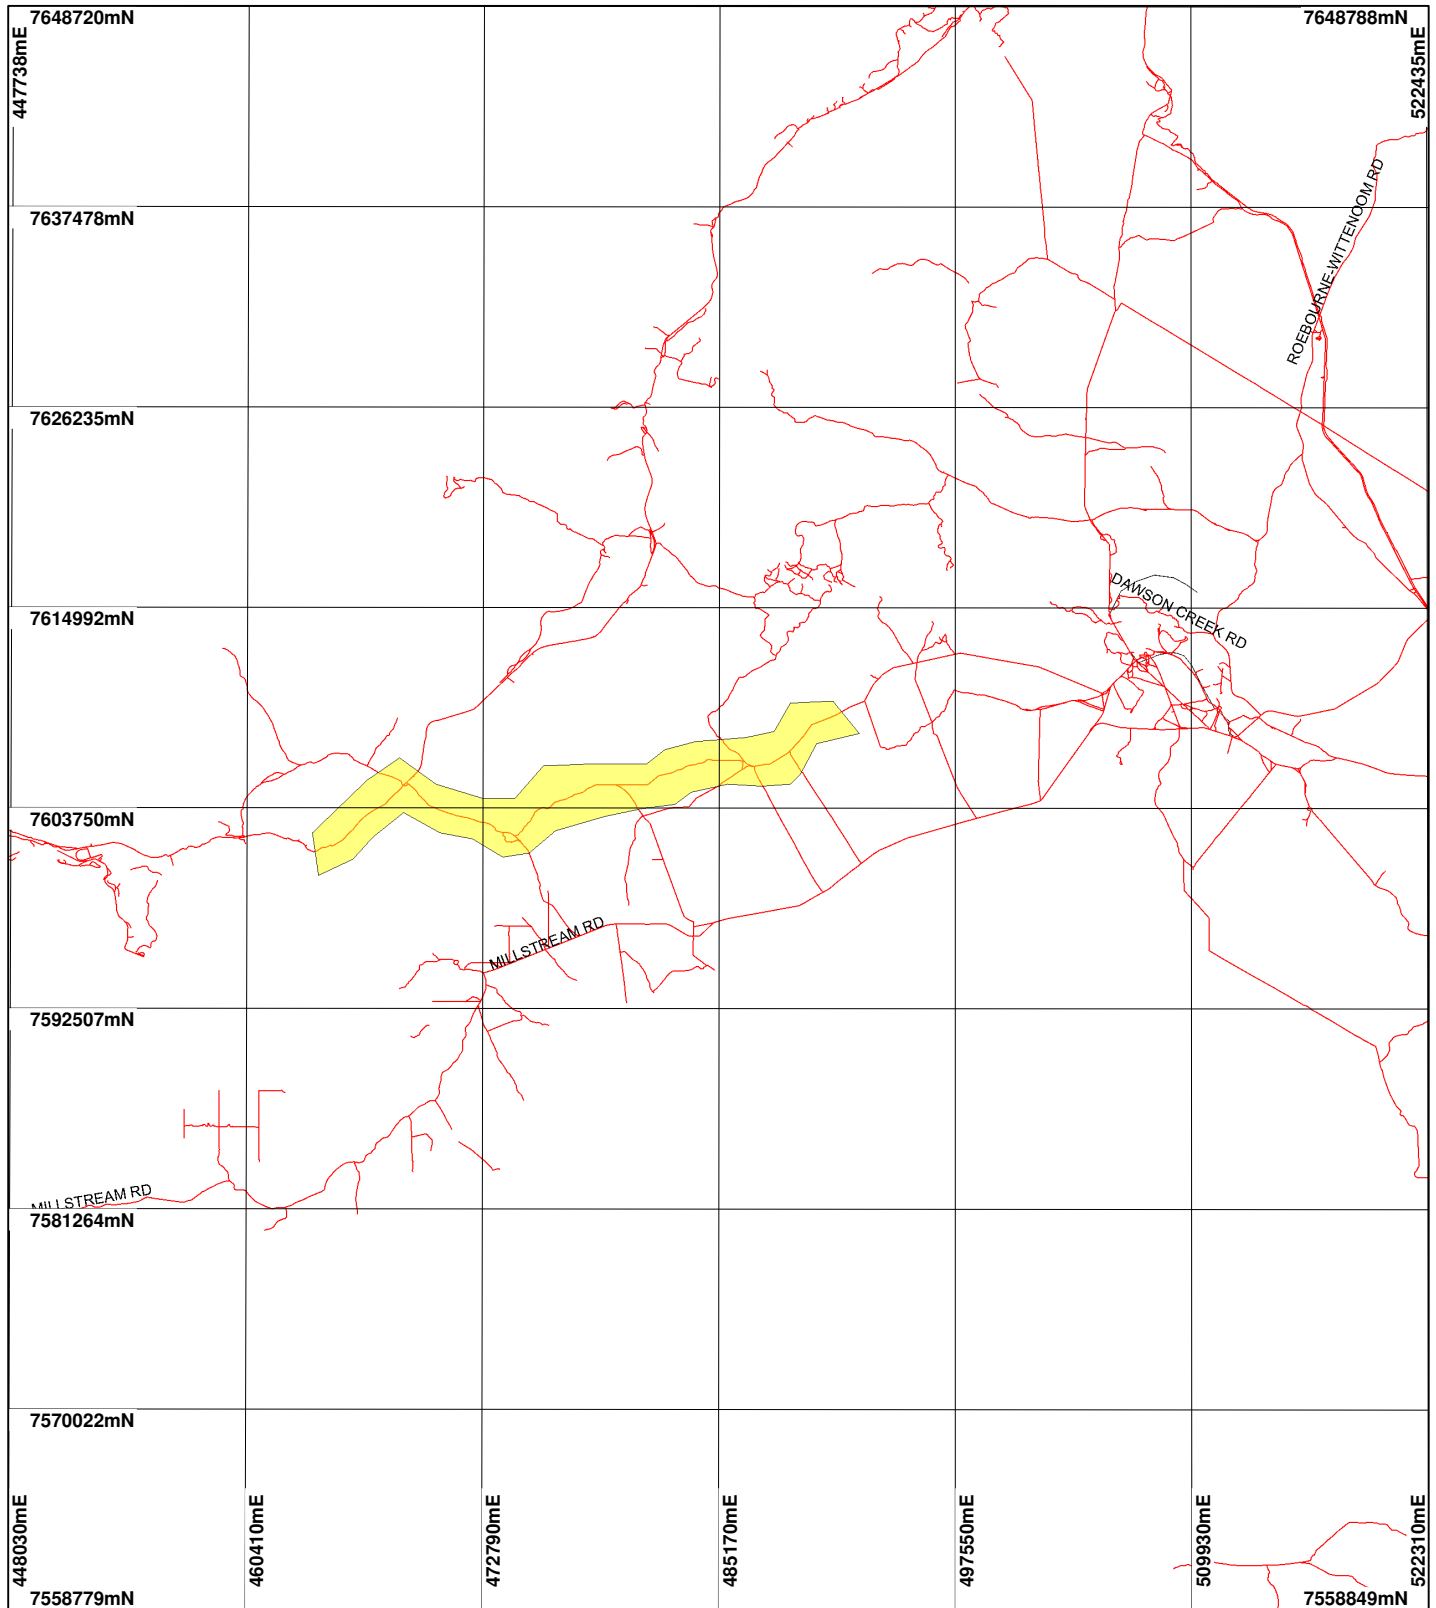 7648720mN
7648788mN
447738mE
522435mE
ROEBOURNE-WITTENOOM RD
7637478mN
7626235mN
DAWSON CREEK RD
7614992mN
7603750mN
MILLSTREAM RD
7592507mN
MILLSTREAM RD
7581264mN
7570022mN
448030mE
460410mE
472790mE
485170mE
497550mE
509930mE
522310mE
7558779mN
7558849mN